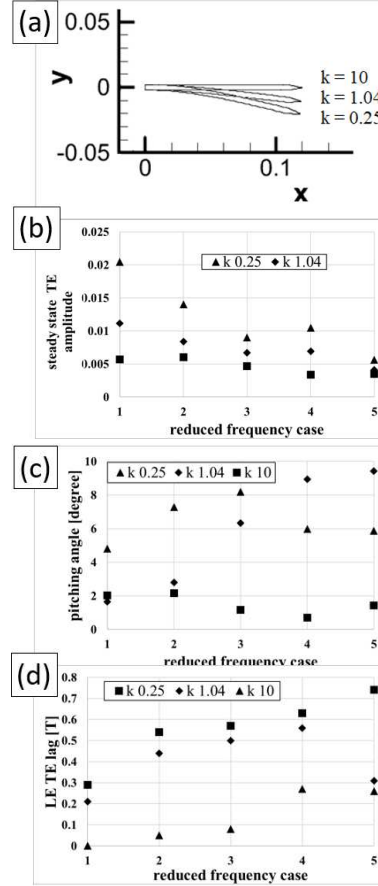 (a)
0.05
y
0
-0.05
k = 10
k = 1.04
k = 0.25
0
0.1
x
(b)
0.025
0.02
0.015
0.01
0.005
0
steady state TE
amplitude
k 0.25 k 1.04
1 2 3 4 5
reduced frequency case
(c)
10
8
6
4
2
0
pitching angle [degree]
k 0.25 k 1.04 k 10
1 2 3 4 5
reduced frequency case
(d)
0.8
0.7
0.6
0.5
0.4
0.3
0.2
0.1
0
LE TE lag [T]
k 0.25 k 1.04 k 10
1 2 3 4 5
reduced frequency case